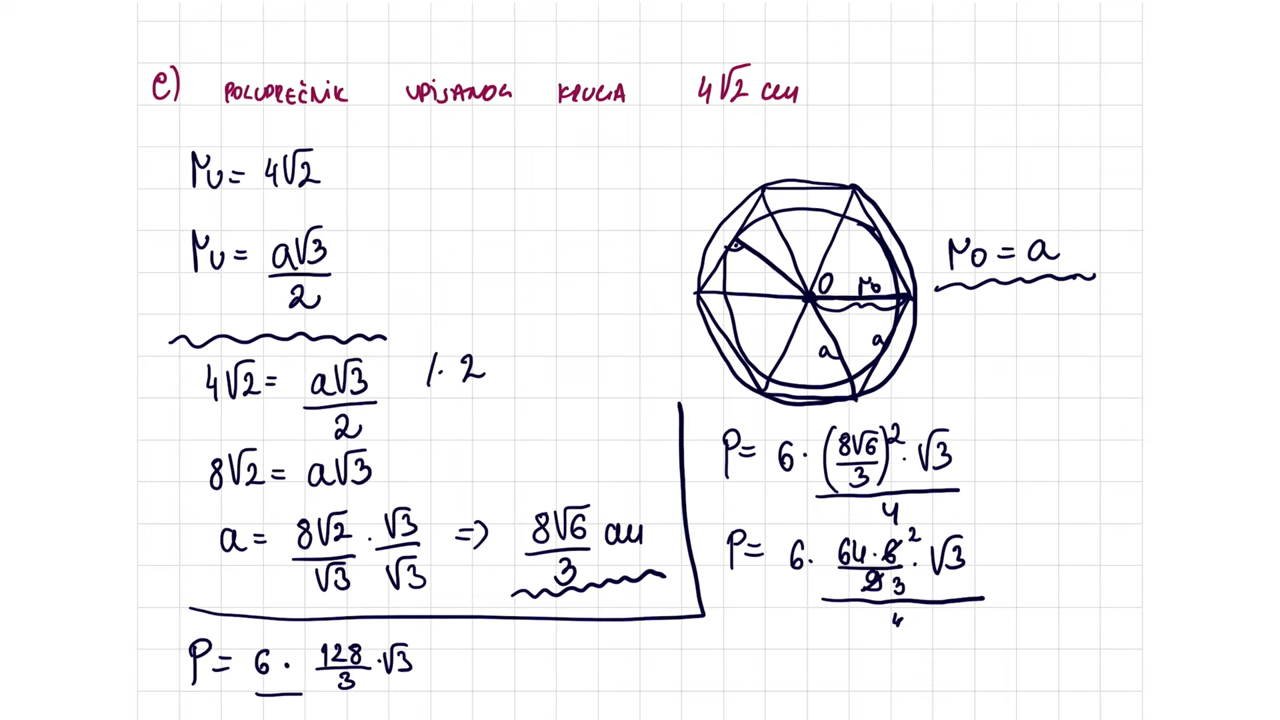 e) POLUPREČNIK UPISANOG KRUGA 4√2 cm
r_u = 4√2
r_u = a√3/2
4√2 = a√3/2 /·2
8√2 = a√3
a = 8√2/√3 · √3/√3 => 8√6/3 cm
O
r_o
a
a
r_o = a
P = 6 · (8√6/3)² · √3 / 4
P = 6 · 64·6²/9 3 · √3 / 4
P = 6 · 128/3 · √3